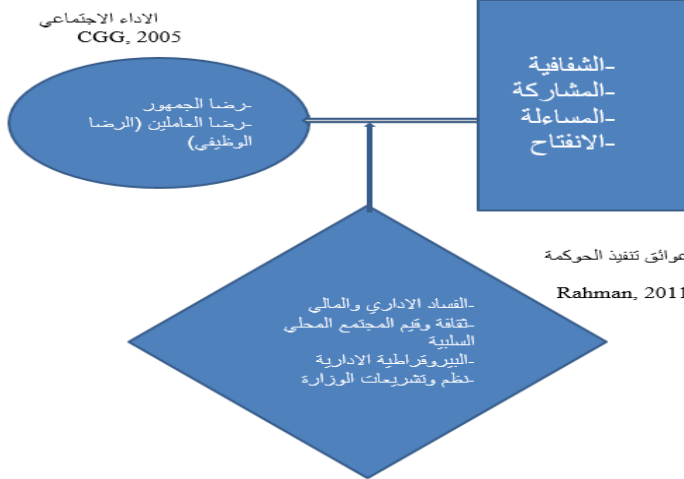 الاداء الاجتماعي
CGG, 2005
-الشفافية
-المشاركة
-المساءلة
-الانفتاح
-رضا الجمهور
-رضا العاملين (الرضا
الوظيفي)
عوائق تنفيذ الحوكمة
Rahman, 2011
-الفساد الاداري والمالي
-ثقافة وقيم المجتمع المحلي
السلبية
-البيروقراطية الادارية
-نظم وتشريعات الوزارة